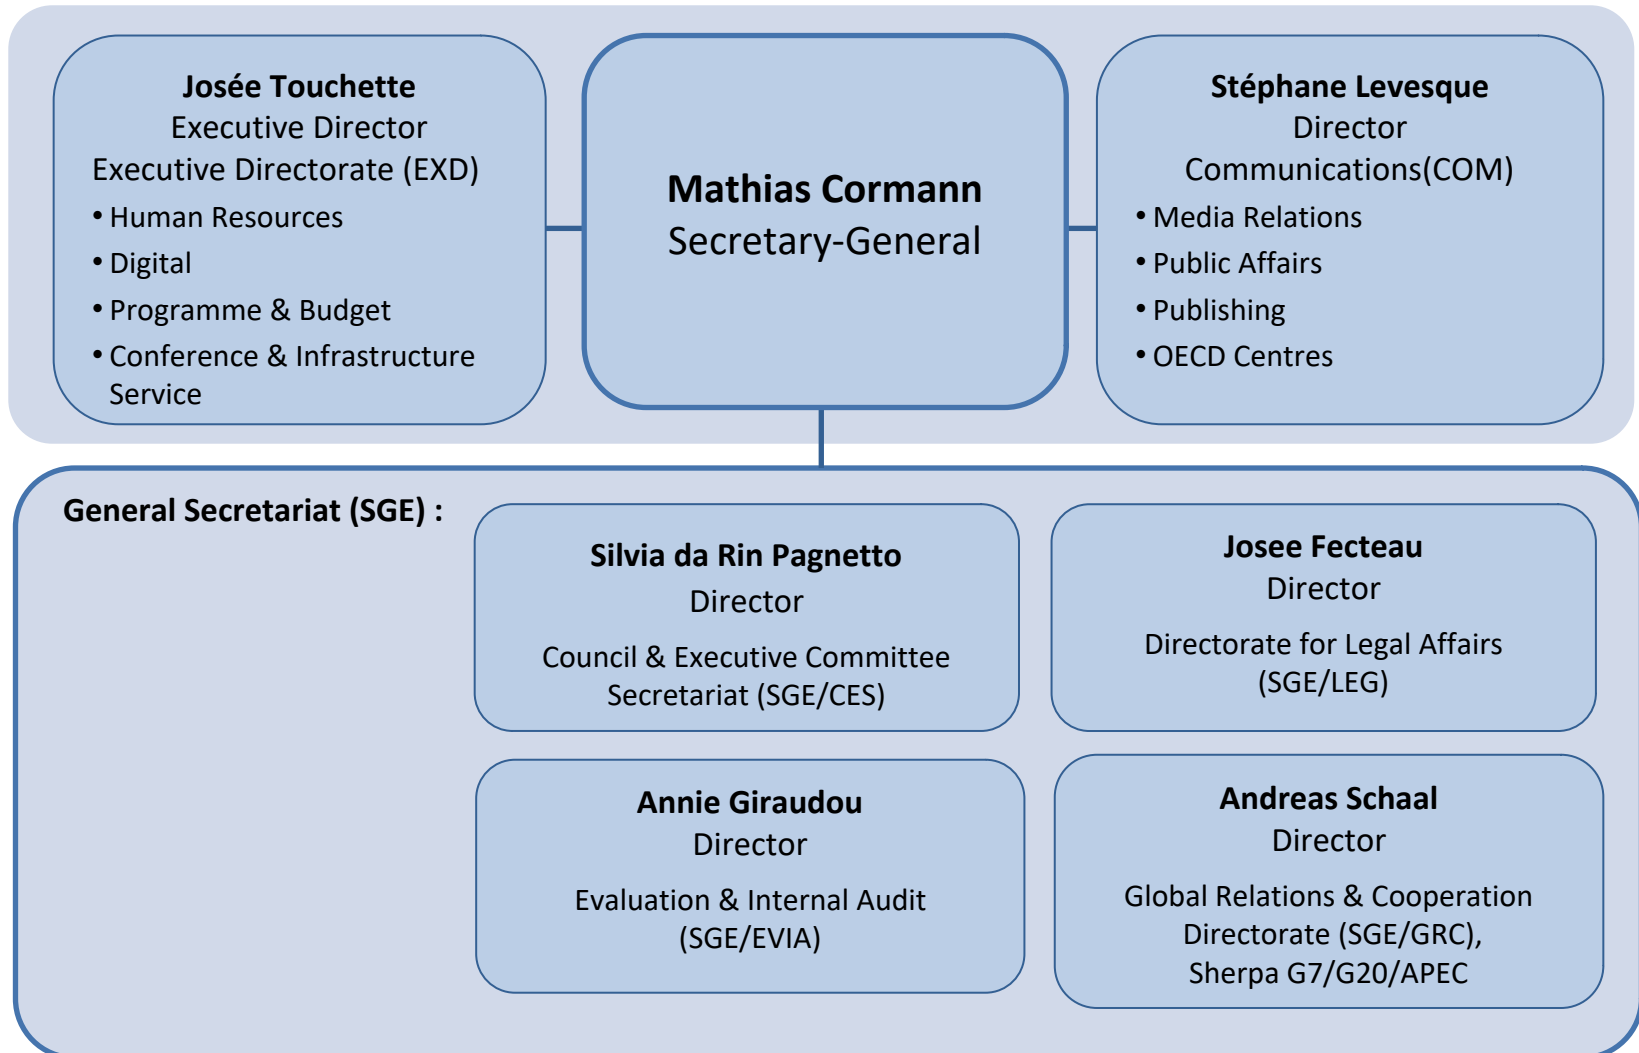 Josée Touchette
Executive Director
Executive Directorate (EXD)
• Human Resources
• Digital
• Programme & Budget
• Conference & Infrastructure
Service
Mathias Cormann
Secretary-General
Stéphane Levesque
Director
Communications(COM)
• Media Relations
• Public Affairs
• Publishing
• OECD Centres
General Secretariat (SGE) :
Silvia da Rin Pagnetto
Director
Council & Executive Committee
Secretariat (SGE/CES)
Josee Fecteau
Director
Directorate for Legal Affairs
(SGE/LEG)
Annie Giraudou
Director
Evaluation & Internal Audit
(SGE/EVIA)
Andreas Schaal
Director
Global Relations & Cooperation
Directorate (SGE/GRC),
Sherpa G7/G20/APEC